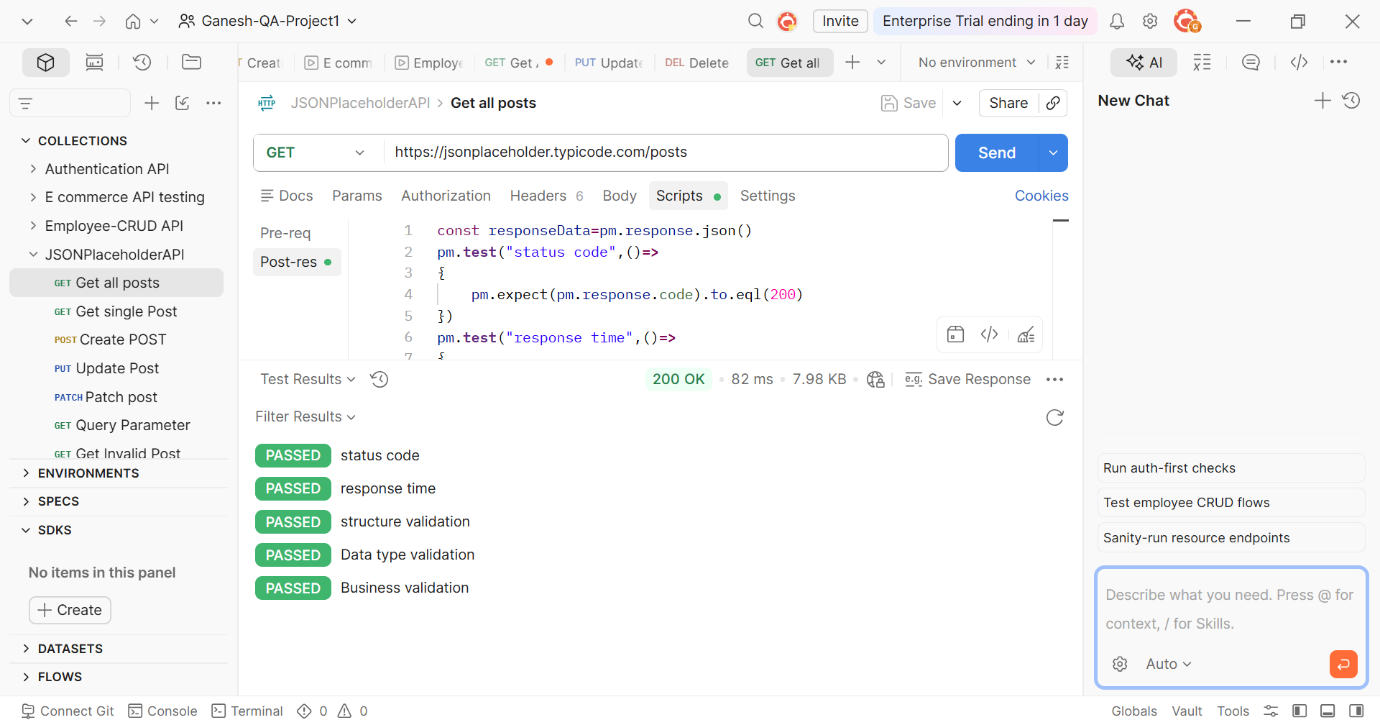 Ganesh-QA-Project1
Invite
Enterprise Trial ending in 1 day
G
Creat
E comm
Employe
GET Get
PUT Update
DEL Delete
GET Get all
No environment
AI
HTTP
JSONPlaceholderAPI > Get all posts
Save
Share
New Chat
COLLECTIONS
Authentication API
E commerce API testing
Employee-CRUD API
JSONPlaceholderAPI
GET Get all posts
GET Get single Post
POST Create POST
PUT Update Post
PATCH Patch post
GET Query Parameter
GET Get Invalid Post
ENVIRONMENTS
SPECS
SDKS
No items in this panel
Create
DATASETS
FLOWS
GET
https://jsonplaceholder.typicode.com/posts
Send
Docs Params Authorization Headers 6 Body Scripts Settings
Cookies
Pre-req
Post-res
1 const responseData=pm.response.json()
2 pm.test("status code",()=>
3 {
4 pm.expect(pm.response.code).to.eql(200)
5 })
6 pm.test("response time",()=>
7 {
Test Results
200 OK • 82 ms • 7.98 KB •
e.g. Save Response
Filter Results
PASSED status code
PASSED response time
PASSED structure validation
PASSED Data type validation
PASSED Business validation
Run auth-first checks
Test employee CRUD flows
Sanity-run resource endpoints
Describe what you need. Press @ for
context, / for Skills.
Auto
Connect Git
Console
Terminal
0
0
Globals
Vault
Tools